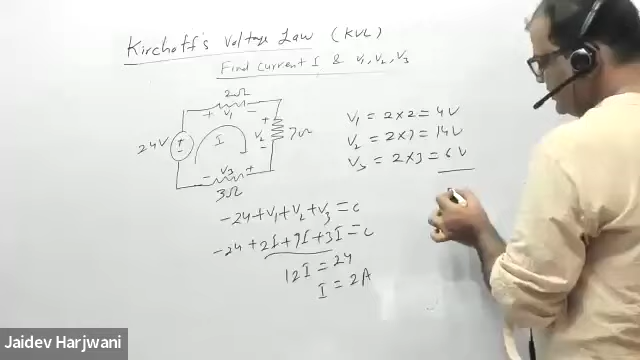 Kirchoff's Voltage Law (KVL)
Find Current I & V1, V2, V3
2Ω
+ V1 -
24V
+
I
+
V2
-
7Ω
- V3 +
3Ω
V1 = 2×2 = 4V
V2 = 2×7 = 14V
V3 = 2×3 = 6V
-24+V1+V2+V3 = 0
-24+2I+7I+3I = 0
12I = 24
I = 2A
Jaidev Harjwani